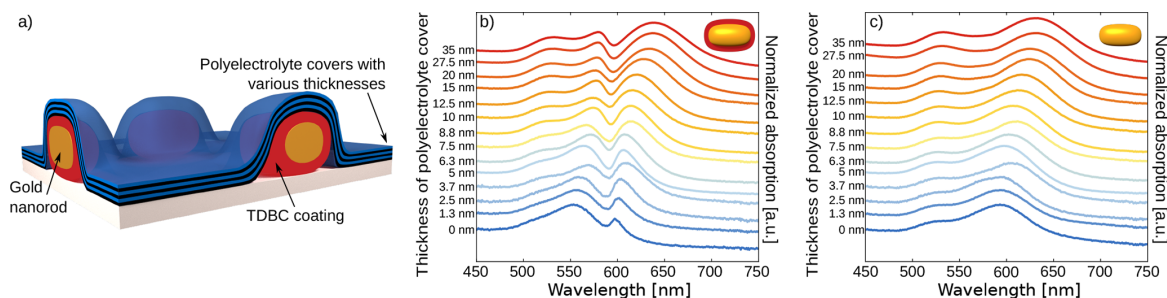 a)
Polyelectrolyte covers with
various thicknesses
Gold
nanorod
TDBC coating
b)
Thickness of polyelectrolyte cover
35 nm
27.5 nm
20 nm
15 nm
12.5 nm
10 nm
8.8 nm
7.5 nm
6.3 nm
5 nm
3.7 nm
2.5 nm
1.3 nm
0 nm
Normalized absorption [a.u.]
450 500 550 600 650 700 750
Wavelength [nm]
c)
Thickness of polyelectrolyte cover
35 nm
27.5 nm
20 nm
15 nm
12.5 nm
10 nm
8.8 nm
7.5 nm
6.3 nm
5 nm
3.7 nm
2.5 nm
1.3 nm
0 nm
Normalized absorption [a.u.]
450 500 550 600 650 700 750
Wavelength [nm]